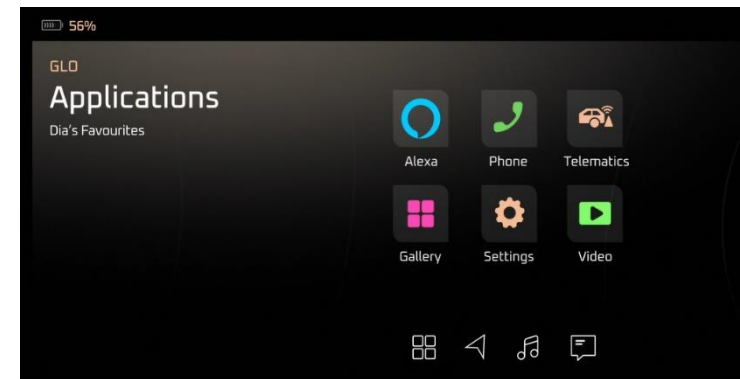 56%
GLO
Applications
Dia's Favourites
Alexa Phone Telematics
Gallery Settings Video